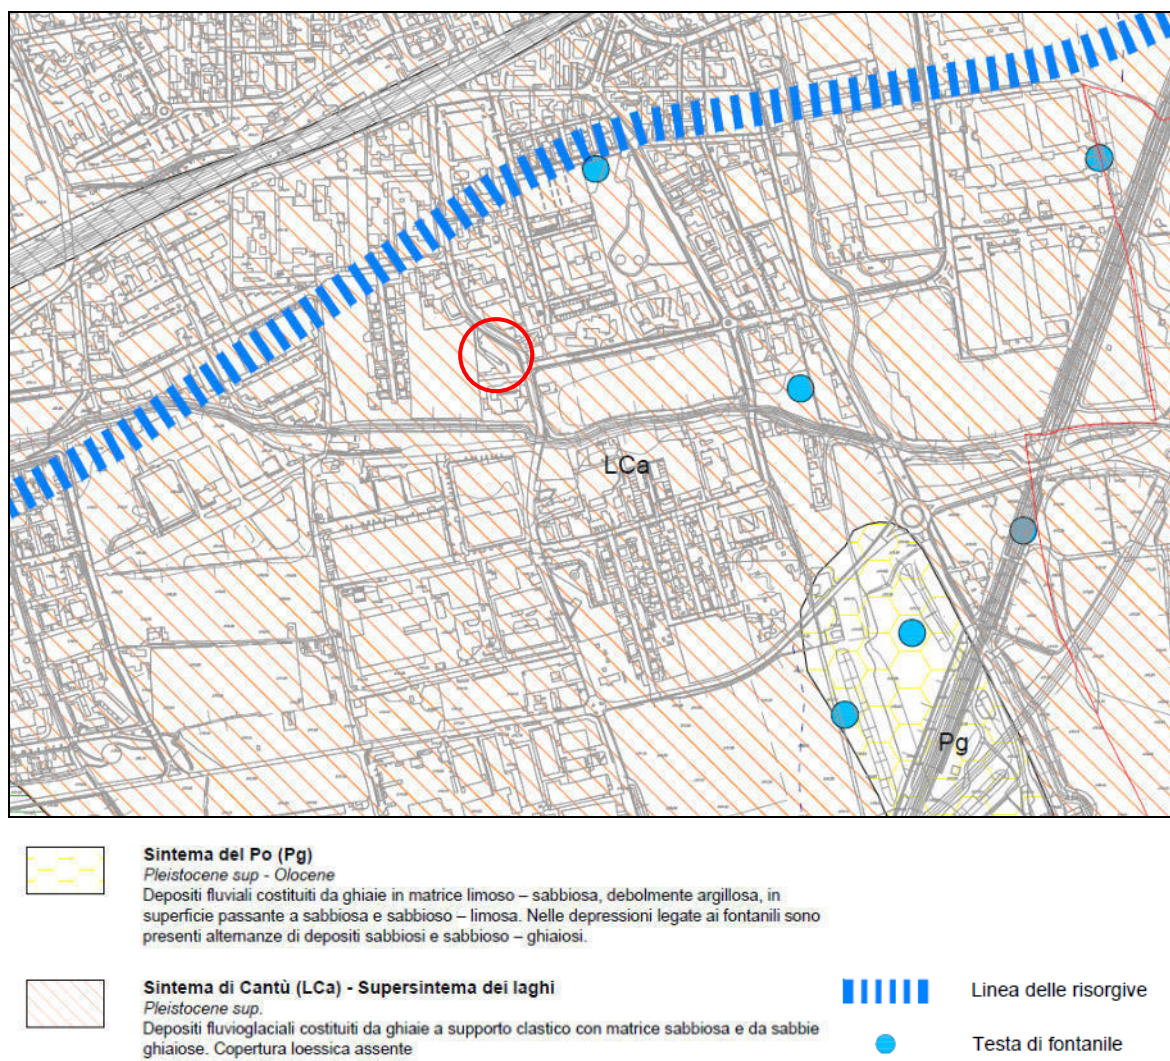 LCa
Pg
Sintema del Po (Pg)
Pleistocene sup - Olocene
Depositi fluviali costituiti da ghiaie in matrice limoso – sabbiosa, debolmente argillosa, in
superficie passante a sabbiosa e sabbioso – limosa. Nelle depressioni legate ai fontanili sono
presenti alternanze di depositi sabbiosi e sabbioso – ghiaiosi.
Sintema di Cantù (LCa) - Supersintema dei laghi
Pleistocene sup.
Depositi fluvioglaciali costituiti da ghiaie a supporto clastico con matrice sabbiosa e da sabbie
ghiaiose. Copertura loessica assente
Linea delle risorgive
Testa di fontanile